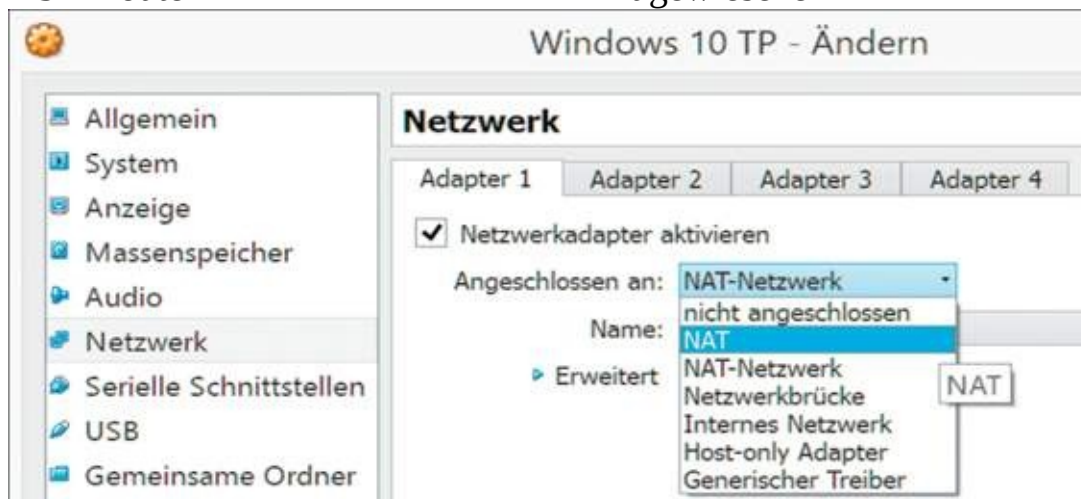 Windows 10 TP - Ändern
Allgemein
System
Anzeige
Massenspeicher
Audio
Netzwerk
Serielle Schnittstellen
USB
Gemeinsame Ordner
Netzwerk
Adapter 1 Adapter 2 Adapter 3 Adapter 4
Netzwerkadapter aktivieren
Angeschlossen an: NAT-Netzwerk
nicht angeschlossen
Name:
NAT
Erweitert
NAT-Netzwerk
Netzwerkbrücke
NAT
Internes Netzwerk
Host-only Adapter
Generischer Treiber